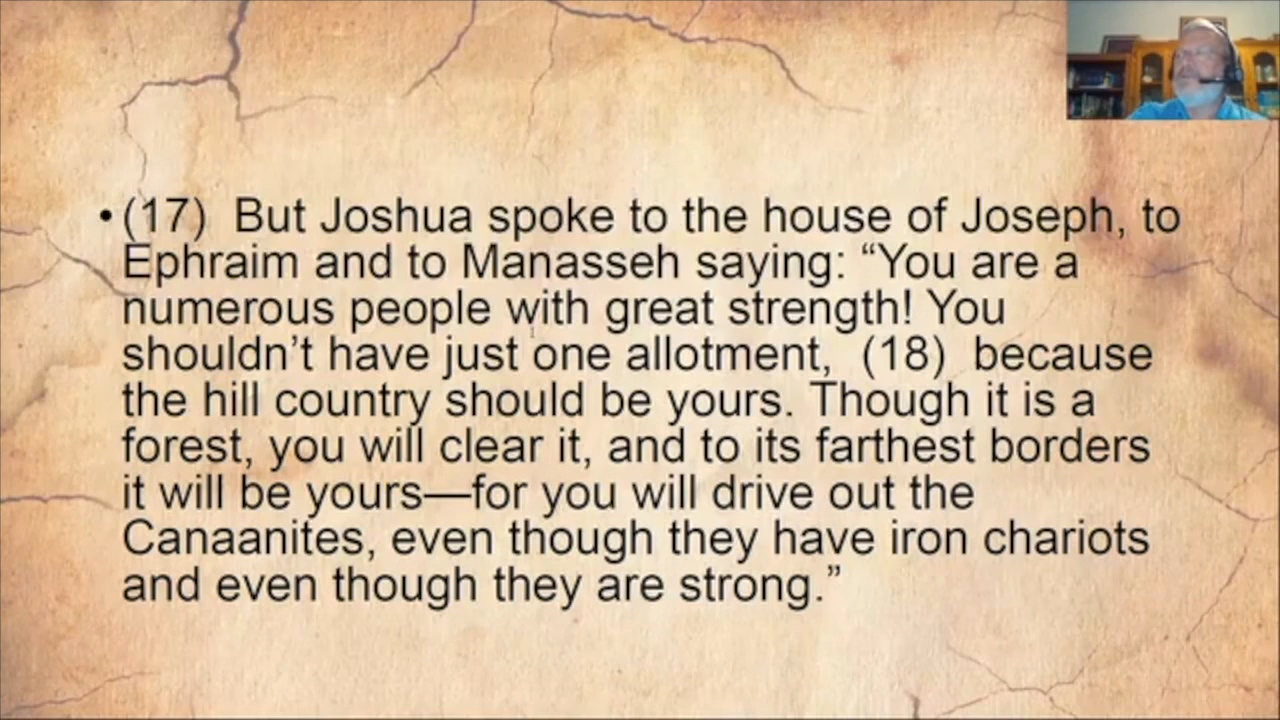 • (17)  But Joshua spoke to the house of Joseph, to
Ephraim and to Manasseh saying: “You are a
numerous people with great strength! You
shouldn’t have just one allotment,  (18)  because
the hill country should be yours. Though it is a
forest, you will clear it, and to its farthest borders
it will be yours—for you will drive out the
Canaanites, even though they have iron chariots
and even though they are strong.”